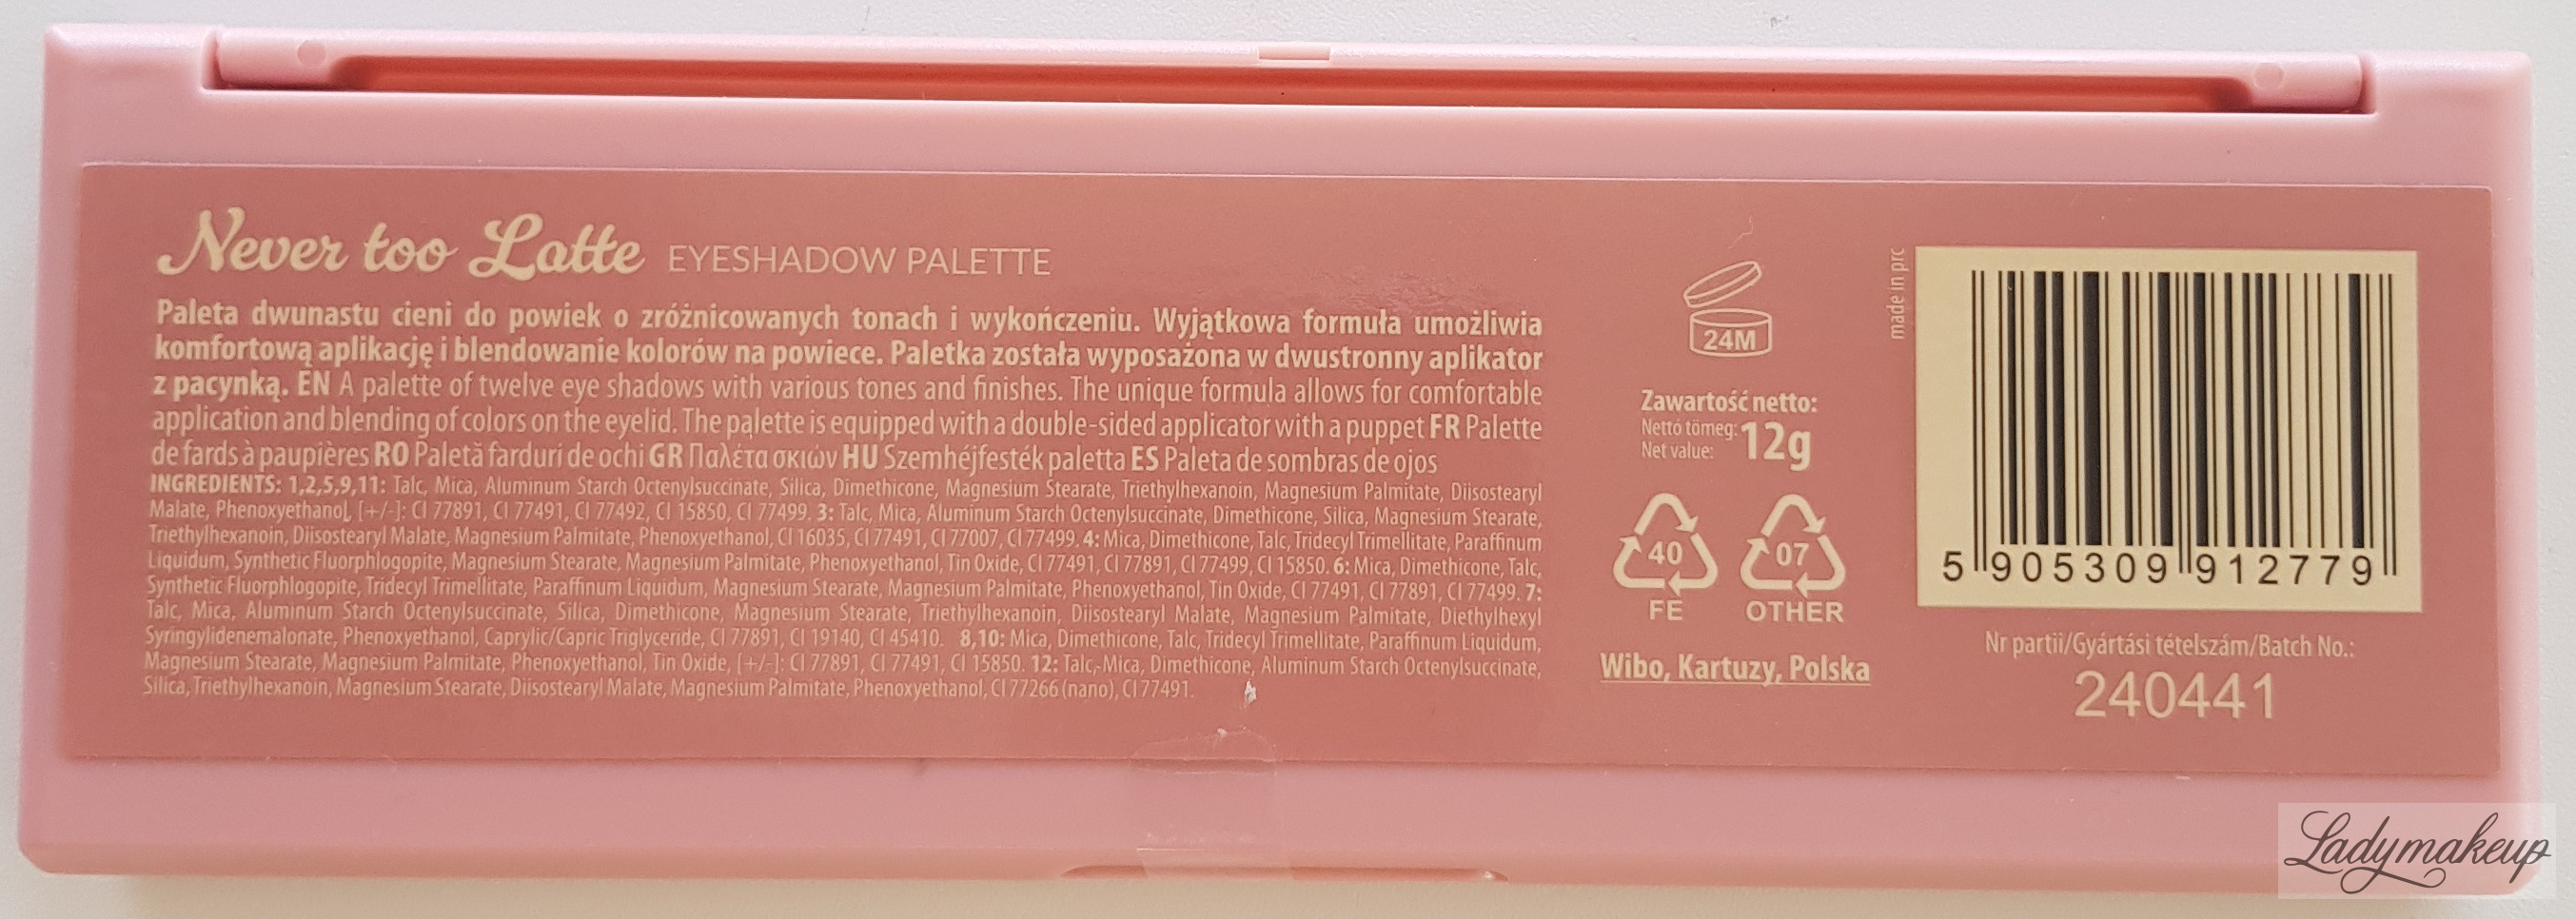 Never too Latte EYESHADOW PALETTE
Paleta dwunastu cieni do powiek o zróżnicowanych tonach i wykończeniu. Wyjątkowa formuła umożliwia
komfortową aplikację i blendowanie kolorów na powiece. Paletka została wyposażona w dwustronny aplikator
z pacynką. EN A palette of twelve eye shadows with various tones and finishes. The unique formula allows for comfortable
application and blending of colors on the eyelid. The palette is equipped with a double-sided applicator with a puppet FR Palette
de fards à paupières RO Paletă farduri de ochi GR Παλέτα σκιών HU Szemhéjfesték paletta ES Paleta de sombras de ojos
INGREDIENTS: 1,2,5,9,11: Talc, Mica, Aluminum Starch Octenylsuccinate, Silica, Dimethicone, Magnesium Stearate, Triethylhexanoin, Magnesium Palmitate, Diisostearyl
Malate, Phenoxyethanol, [+/-]: CI 77891, CI 77491, CI 77492, CI 15850, CI 77499. 3: Talc, Mica, Aluminum Starch Octenylsuccinate, Dimethicone, Silica, Magnesium Stearate,
Triethylhexanoin, Diisostearyl Malate, Magnesium Palmitate, Phenoxyethanol, CI 16035, CI 77491, CI 77007, CI 77499. 4: Mica, Dimethicone, Talc, Tridecyl Trimellitate, Paraffinum
Liquidum, Synthetic Fluorphlogopite, Magnesium Stearate, Magnesium Palmitate, Phenoxyethanol, Tin Oxide, CI 77491, CI 77891, CI 77499, CI 15850. 6: Mica, Dimethicone, Talc,
Synthetic Fluorphlogopite, Tridecyl Trimellitate, Paraffinum Liquidum, Magnesium Stearate, Magnesium Palmitate, Phenoxyethanol, Tin Oxide, CI 77491, CI 77891, CI 77499. 7:
Talc, Mica, Aluminum Starch Octenylsuccinate, Silica, Dimethicone, Magnesium Stearate, Triethylhexanoin, Diisostearyl Malate, Magnesium Palmitate, Diethylhexyl
Syringylidenemalonate, Phenoxyethanol, Caprylic/Capric Triglyceride, CI 77891, CI 19140, CI 45410. 8,10: Mica, Dimethicone, Talc, Tridecyl Trimellitate, Paraffinum Liquidum,
Magnesium Stearate, Magnesium Palmitate, Phenoxyethanol, Tin Oxide, [+/-]: CI 77891, CI 77491, CI 15850. 12: Talc, Mica, Dimethicone, Aluminum Starch Octenylsuccinate,
Silica, Triethylhexanoin, Magnesium Stearate, Diisostearyl Malate, Magnesium Palmitate, Phenoxyethanol, CI 77266 (nano), CI 77491.
24M
Zawartość netto:
Nettó tömeg:
Net value:
12g
40
FE
07
OTHER
Wibo, Kartuzy, Polska
made in prc
5 905309 912779
Nr partii/Gyártási tételszám/Batch No.:
240441
Ladymakeup